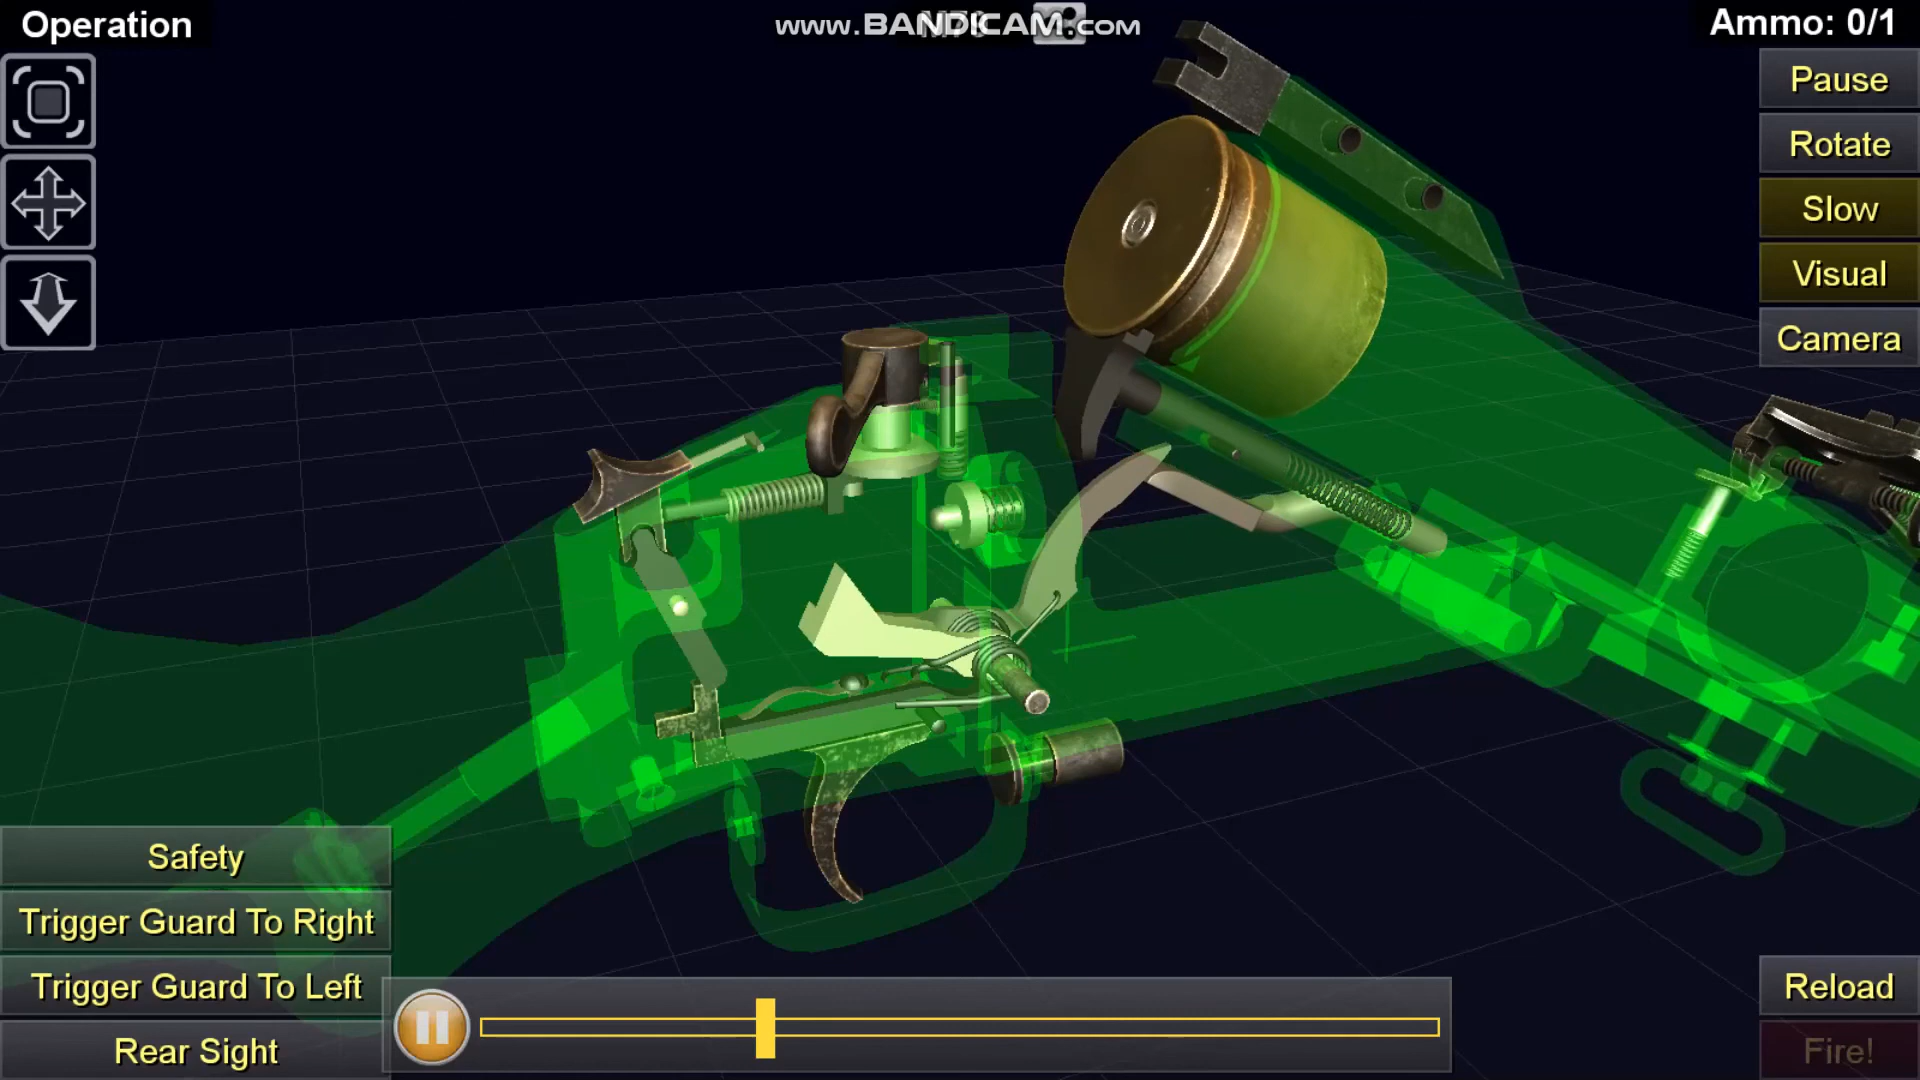 Operation
www.BANDICAM.com
Ammo: 0/1
Pause
Rotate
Slow
Visual
Camera
Safety
Trigger Guard To Right
Trigger Guard To Left
Rear Sight
Reload
Fire!